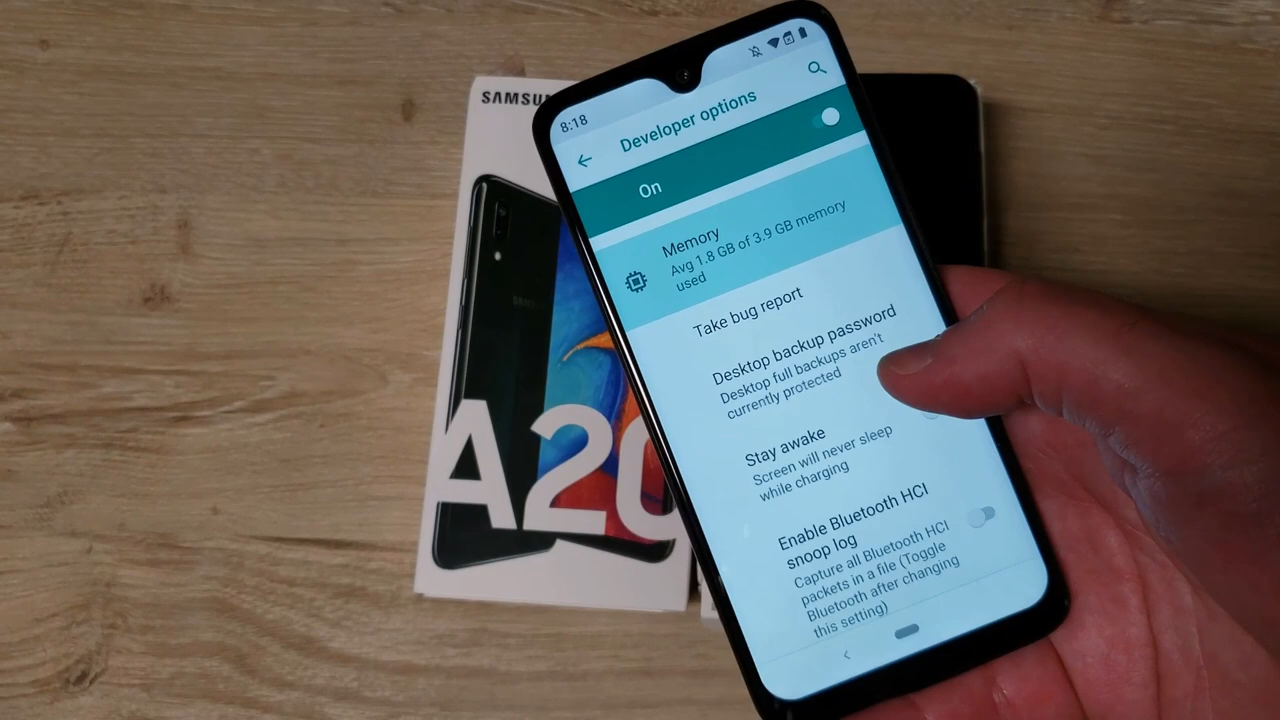 SAMSU
8:18
Developer options
On
Memory
Avg 1.8 GB of 3.9 GB memory
used
Take bug report
Desktop backup password
Desktop full backups aren't
currently protected
Stay awake
Screen will never sleep
while charging
Enable Bluetooth HCI
snoop log
Capture all Bluetooth HCI
packets in a file (Toggle
Bluetooth after changing
this setting)
A20